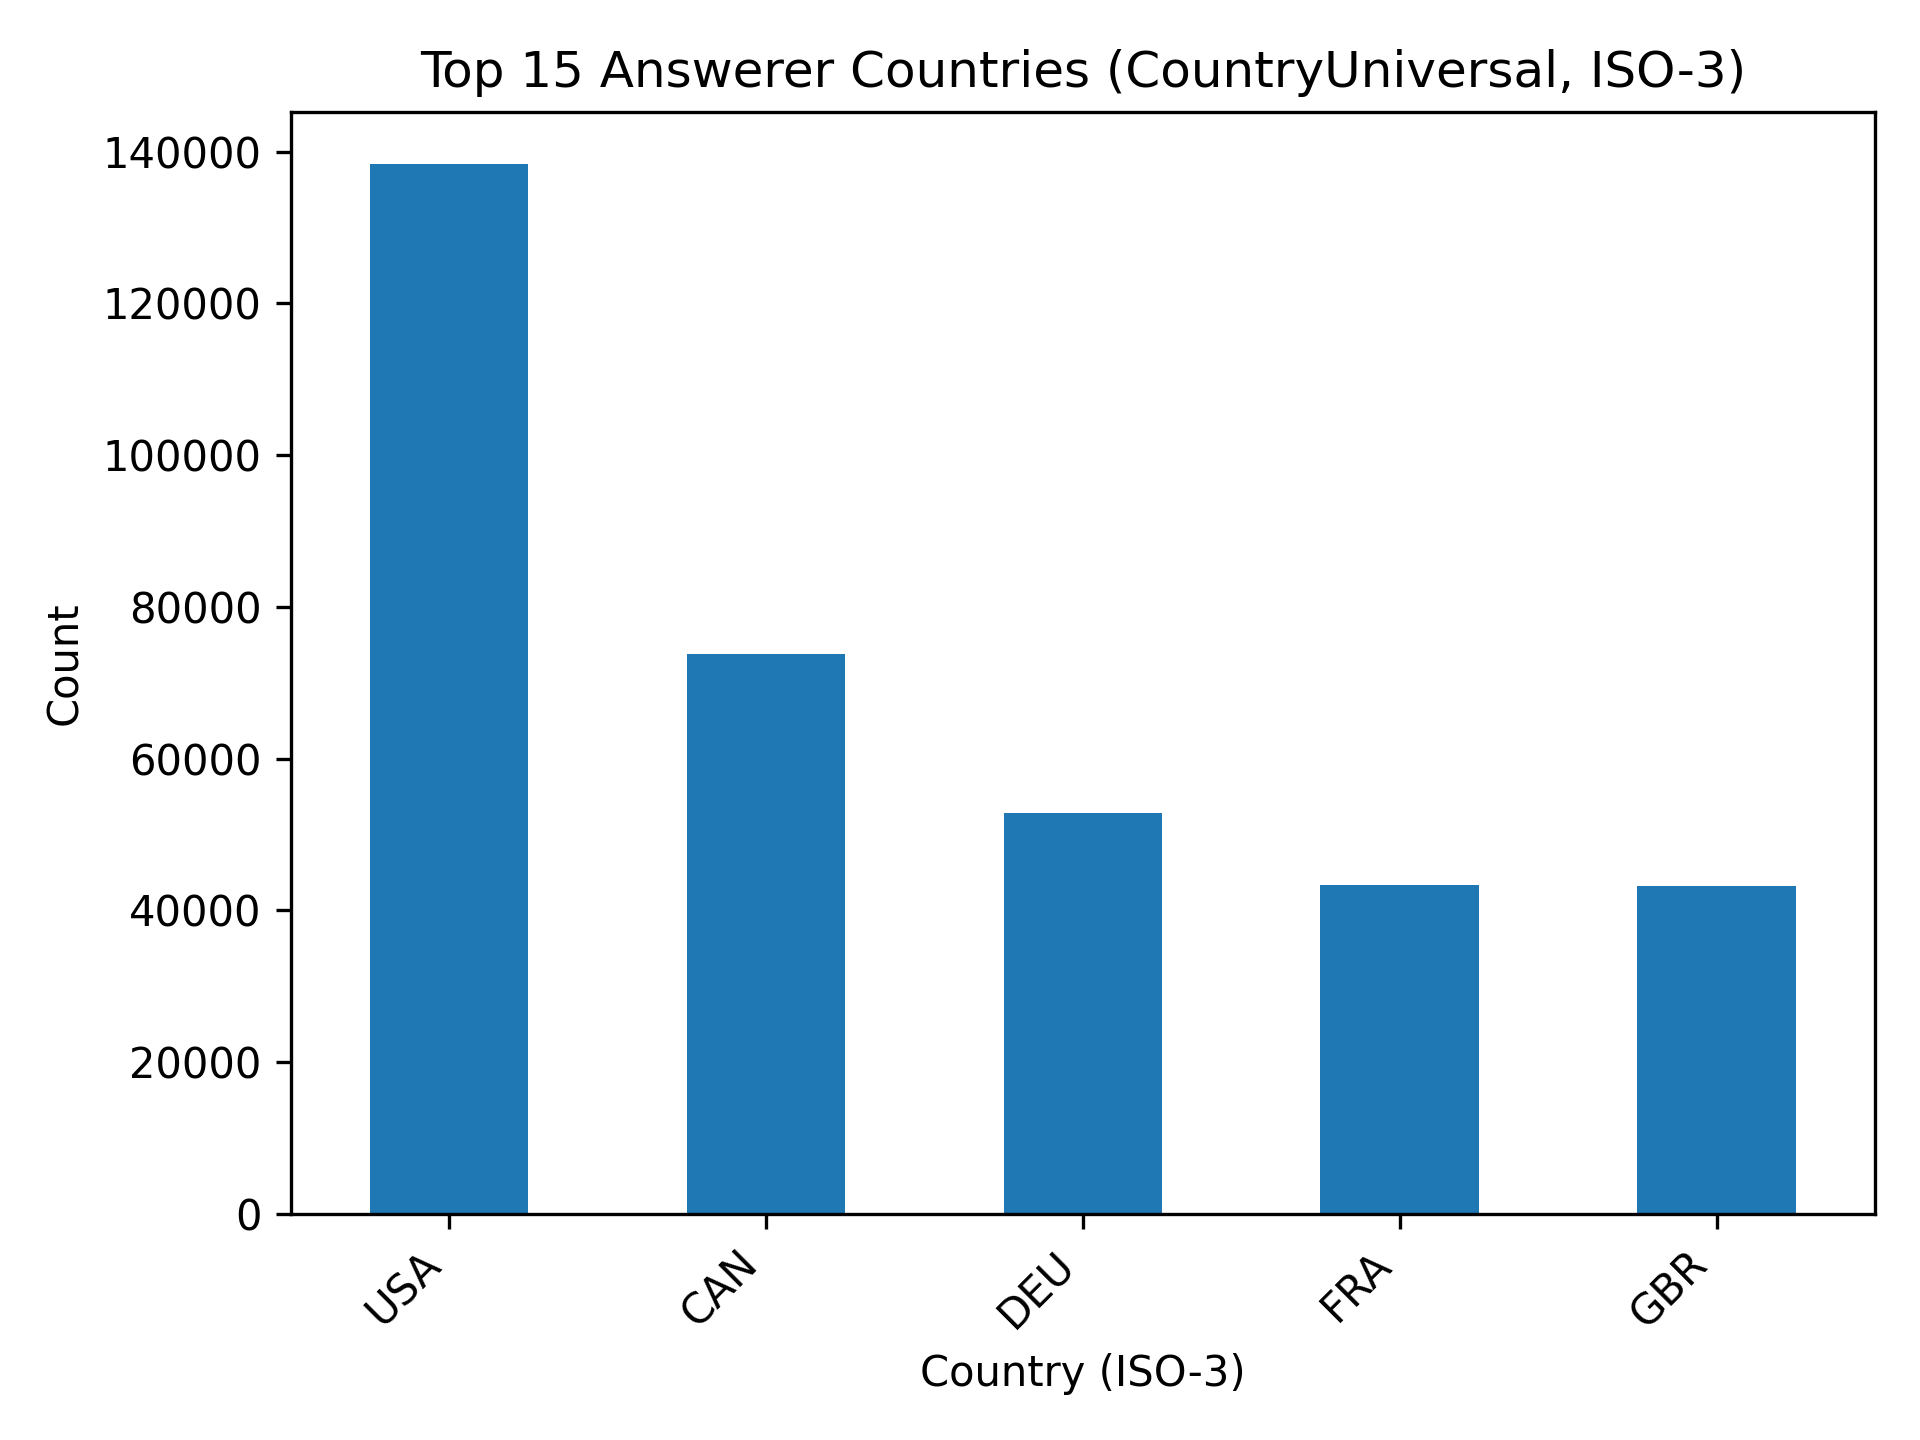 Top 15 Answerer Countries (CountryUniversal, ISO-3)
140000
120000
100000
80000
60000
40000
20000
0
Count
USA
CAN
DEU
FRA
GBR
Country (ISO-3)